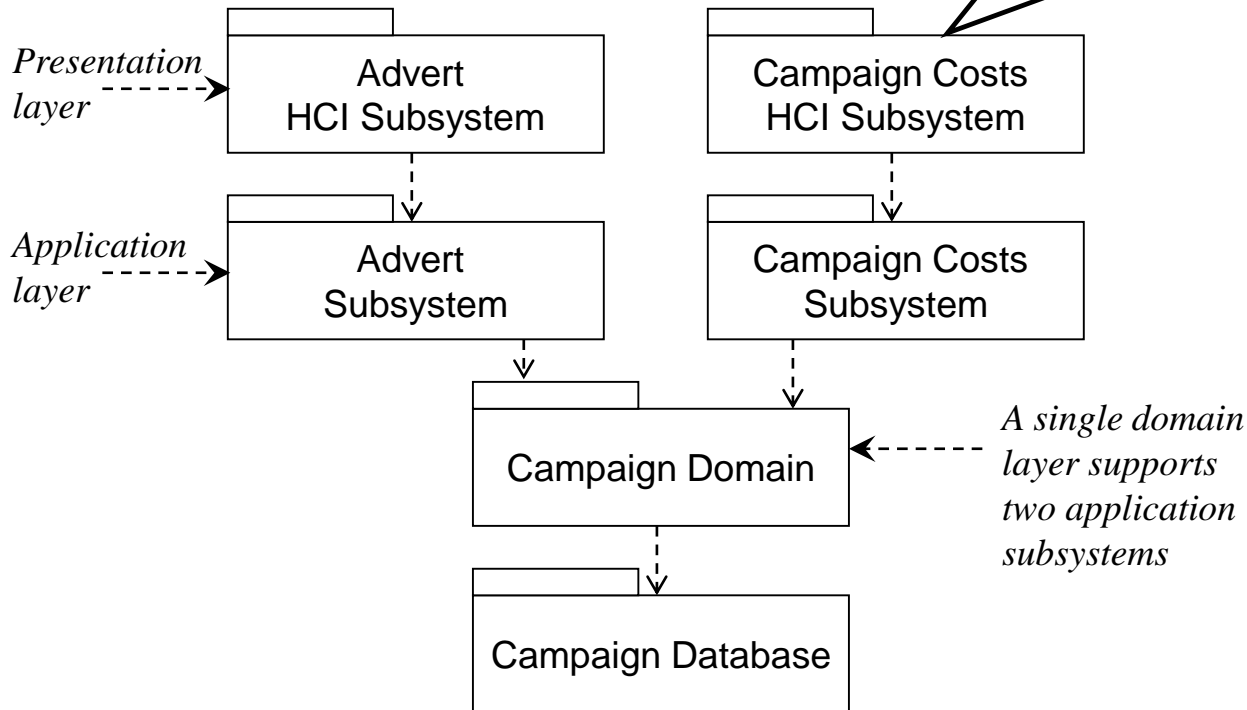 Presentation
layer
Advert
HCI Subsystem
Campaign Costs
HCI Subsystem
Application
layer
Advert
Subsystem
Campaign Costs
Subsystem
Campaign Domain
A single domain
layer supports
two application
subsystems
Campaign Database